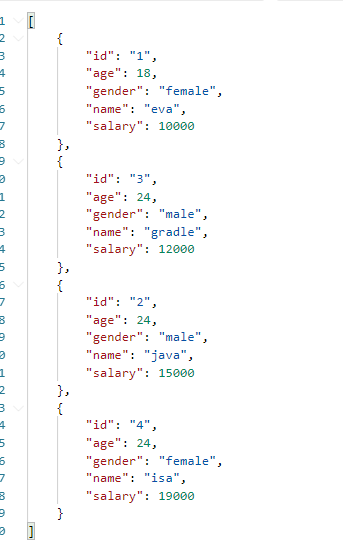 1 [
2 {
3 "id": "1",
4 "age": 18,
5 "gender": "female",
6 "name": "eva",
7 "salary": 10000
8 },
9 {
0 "id": "3",
1 "age": 24,
2 "gender": "male",
3 "name": "gradle",
4 "salary": 12000
5 },
6 {
7 "id": "2",
8 "age": 24,
9 "gender": "male",
0 "name": "java",
1 "salary": 15000
2 },
3 {
4 "id": "4",
5 "age": 24,
6 "gender": "female",
7 "name": "isa",
8 "salary": 19000
9 }
0 ]